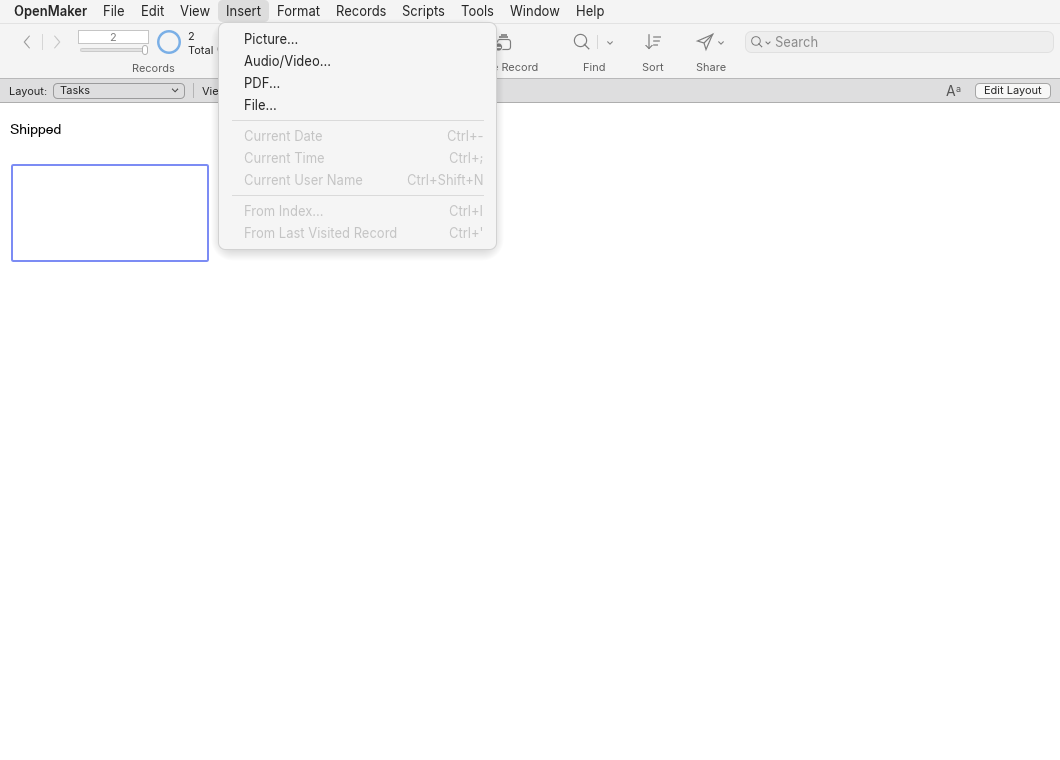 OpenMaker File Edit View Insert Format Records Scripts Tools Window Help
2
2
Total
Records
Record
Find
Sort
Share
Search
Layout: Tasks
Vie
Aa
Edit Layout
Shipped
Picture...
Audio/Video...
PDF...
File...
Current Date Ctrl+-
Current Time Ctrl+;
Current User Name Ctrl+Shift+N
From Index... Ctrl+I
From Last Visited Record Ctrl+'